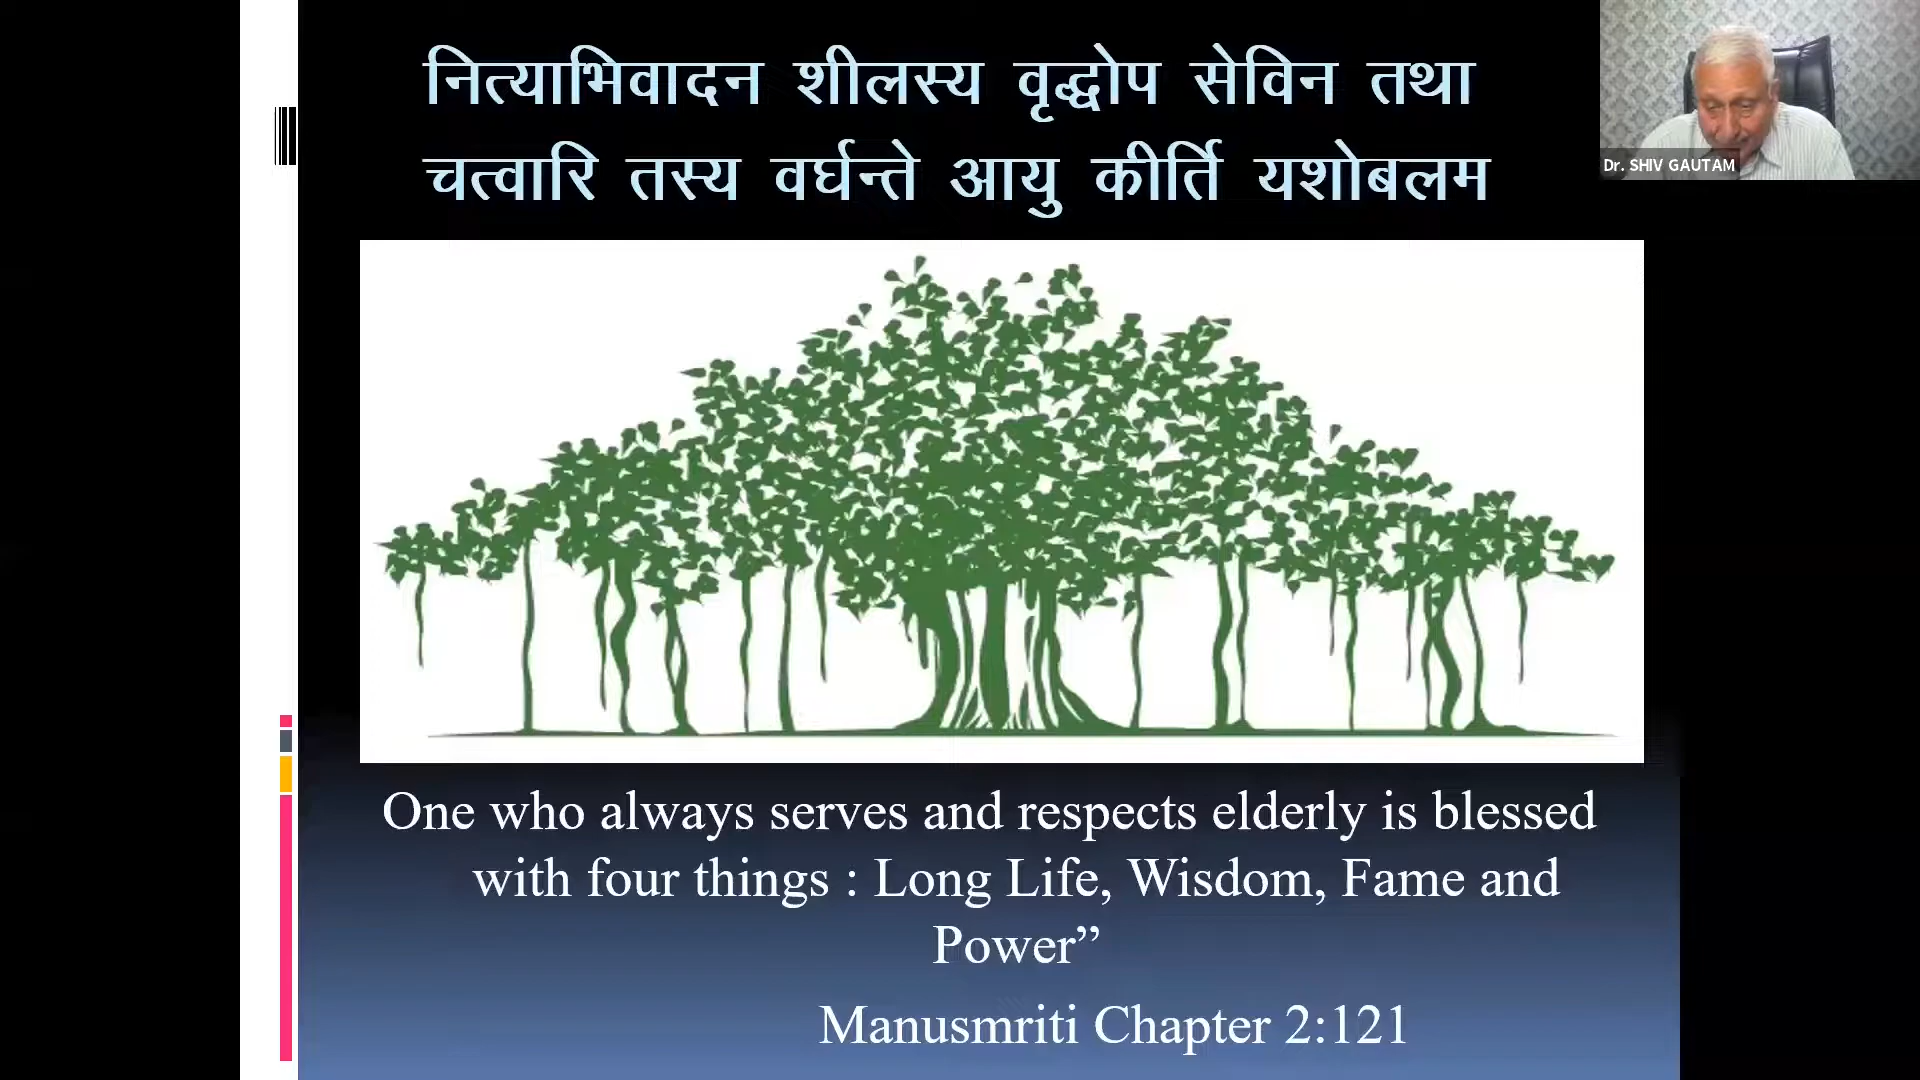 नित्याभिवादन शीलस्य वृद्धोप सेविन तथा
चत्वारि तस्य वर्घन्ते आयु कीर्ति यशोबलम
Dr. SHIV GAUTAM
One who always serves and respects elderly is blessed
with four things : Long Life, Wisdom, Fame and
Power”
Manusmriti Chapter 2:121